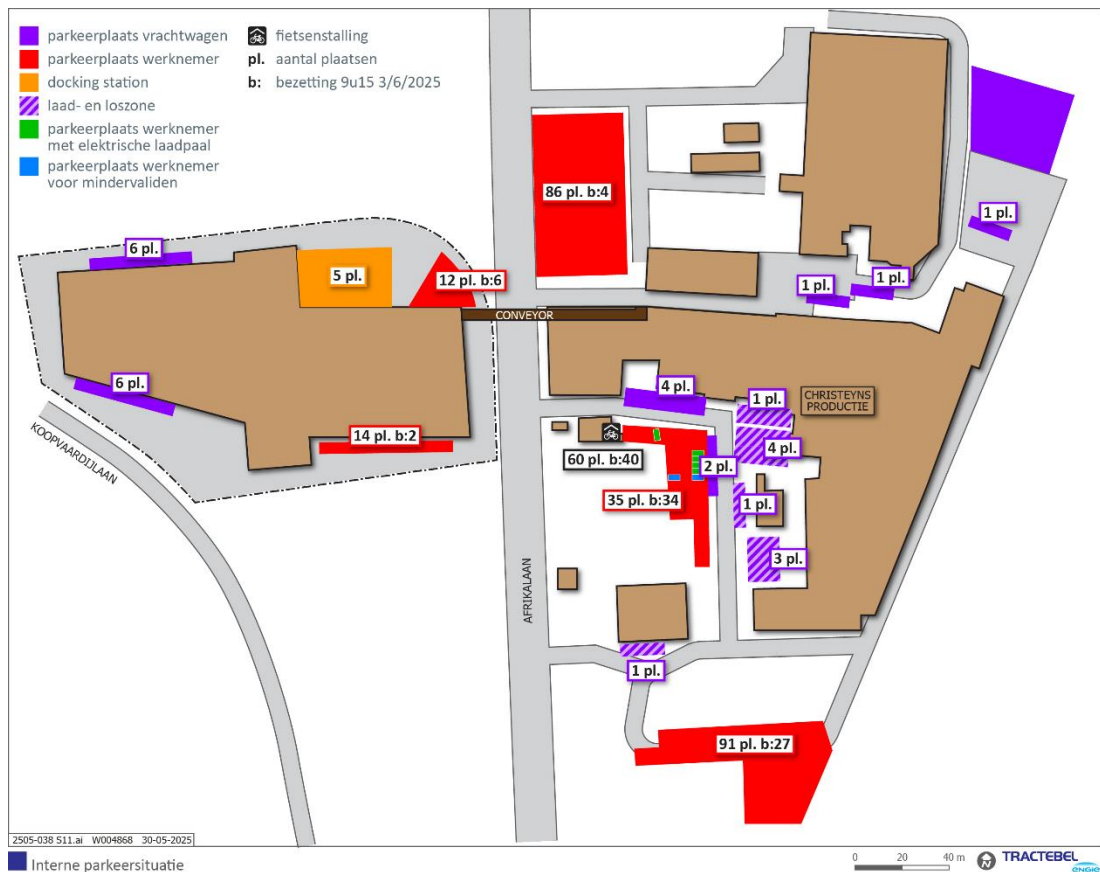 parkeerplaats vrachtwagen
parkeerplaats werknemer
docking station
laad- en loszone
parkeerplaats werknemer
met elektrische laadpaal
parkeerplaats werknemer
voor mindervaliden
fietsenstalling
pl. aantal plaatsen
b: bezetting 9u15 3/6/2025
86 pl. b:4
1 pl.
6 pl.
5 pl.
12 pl. b:6
1 pl.
1 pl.
CONVEYOR
6 pl.
4 pl.
1 pl.
CHRISTEYNS
PRODUCTIE
KOOPVAARDIJLAAN
14 pl. b:2
60 pl. b:40
2 pl.
4 pl.
35 pl. b:34
1 pl.
3 pl.
AFRIKALAAN
1 pl.
91 pl. b:27
2505-038 S11.ai W004868 30-05-2025
Interne parkeersituatie
0 20 40 m
N
TRACTEBEL
ENGIE